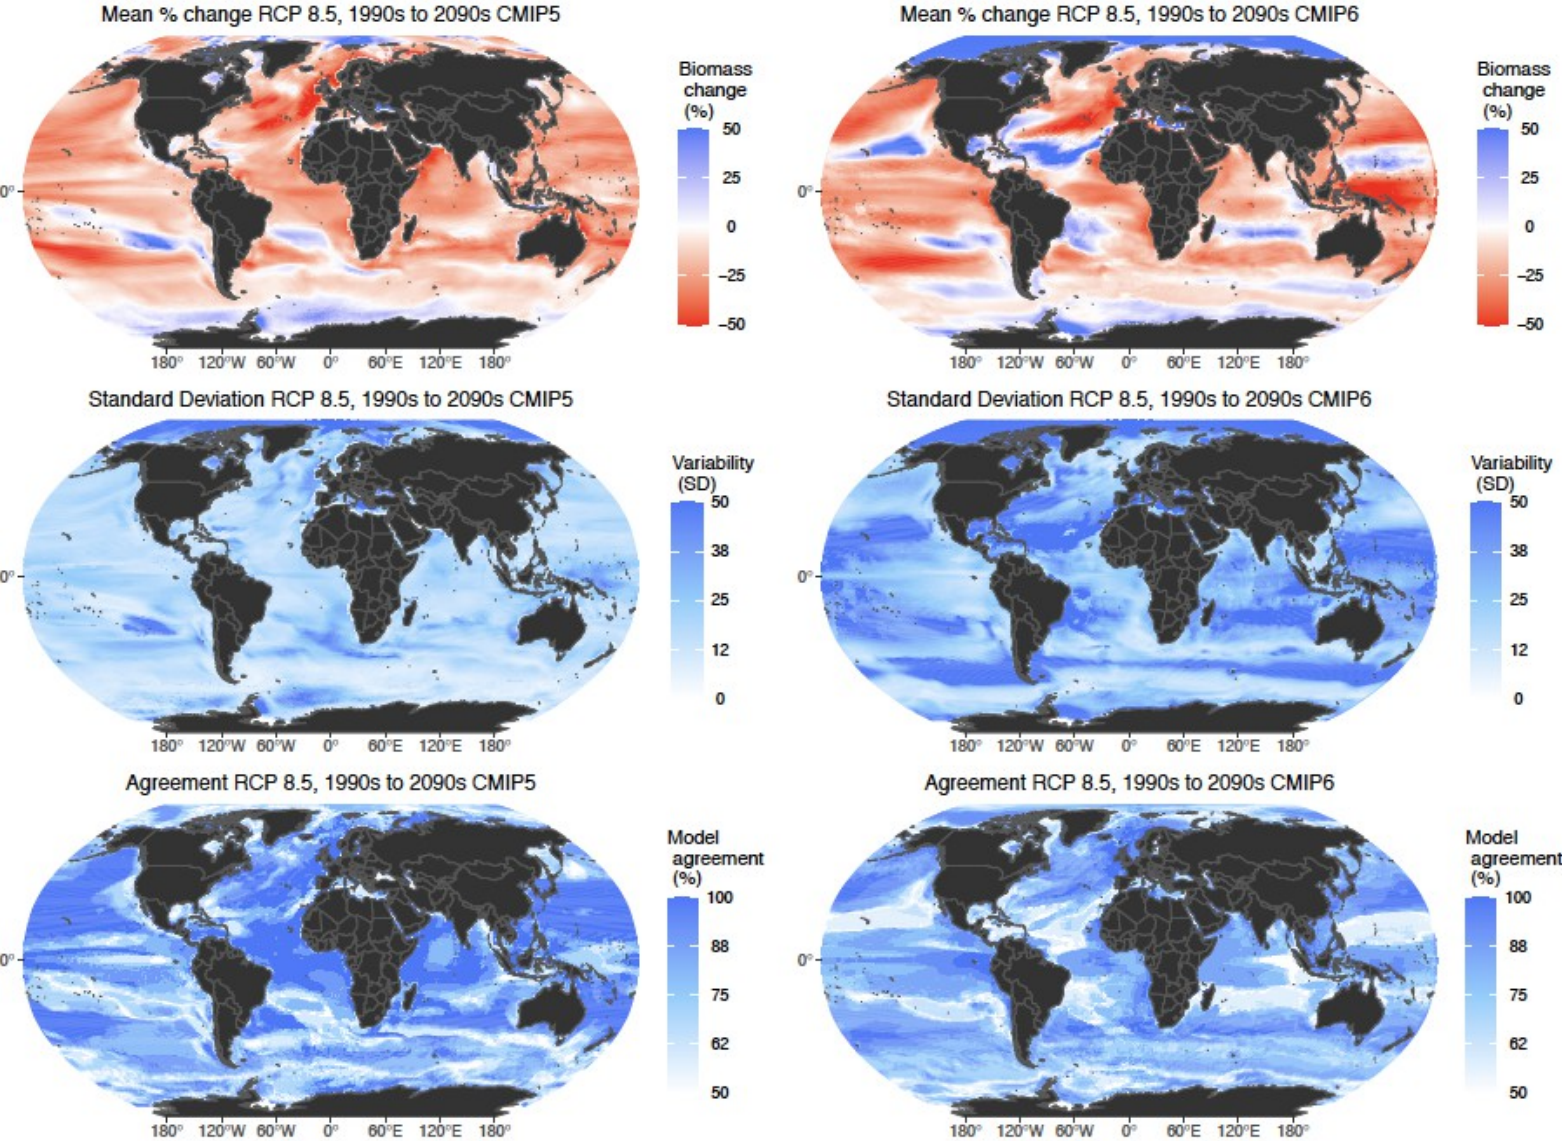 Mean % change RCP 8.5, 1990s to 2090s CMIP5
Biomass
change
(%)
50
25
0
−25
−50
0°
180° 120°W 60°W 0° 60°E 120°E 180°
Mean % change RCP 8.5, 1990s to 2090s CMIP6
Biomass
change
(%)
50
25
0
−25
−50
0°
180° 120°W 60°W 0° 60°E 120°E 180°
Standard Deviation RCP 8.5, 1990s to 2090s CMIP5
Variability
(SD)
50
38
25
12
0
0°
180° 120°W 60°W 0° 60°E 120°E 180°
Standard Deviation RCP 8.5, 1990s to 2090s CMIP6
Variability
(SD)
50
38
25
12
0
0°
180° 120°W 60°W 0° 60°E 120°E 180°
Agreement RCP 8.5, 1990s to 2090s CMIP5
Model
agreement
(%)
100
88
75
62
50
0°
180° 120°W 60°W 0° 60°E 120°E 180°
Agreement RCP 8.5, 1990s to 2090s CMIP6
Model
agreement
(%)
100
88
75
62
50
0°
180° 120°W 60°W 0° 60°E 120°E 180°